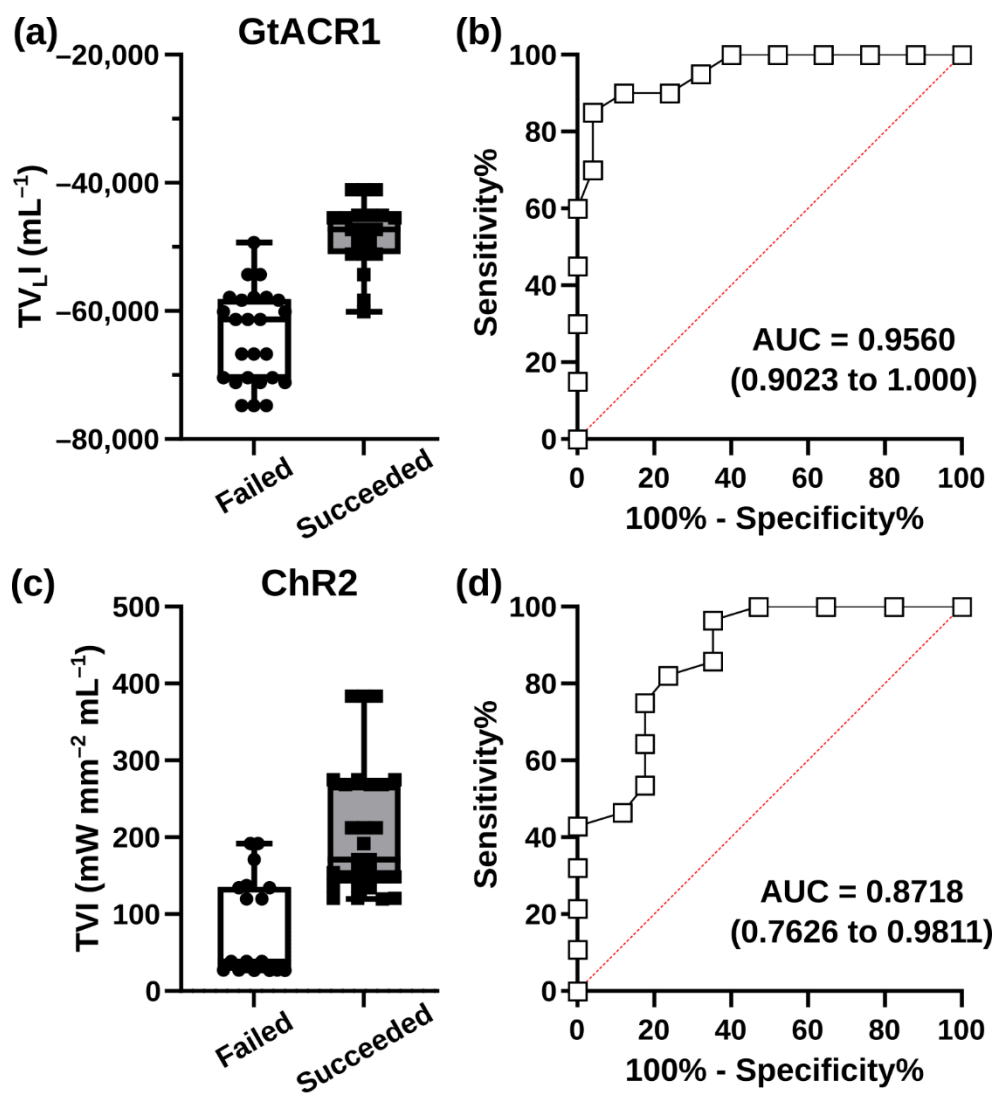 (a) GtACR1
TV_L I (mL⁻¹)
–20,000
–40,000
–60,000
–80,000
Failed
Succeeded
(b)
Sensitivity%
100
80
60
40
20
0
AUC = 0.9560
(0.9023 to 1.000)
0 20 40 60 80 100
100% - Specificity%
(c) ChR2
TVI (mW mm⁻² mL⁻¹)
500
400
300
200
100
0
Failed
Succeeded
(d)
Sensitivity%
100
80
60
40
20
0
AUC = 0.8718
(0.7626 to 0.9811)
0 20 40 60 80 100
100% - Specificity%